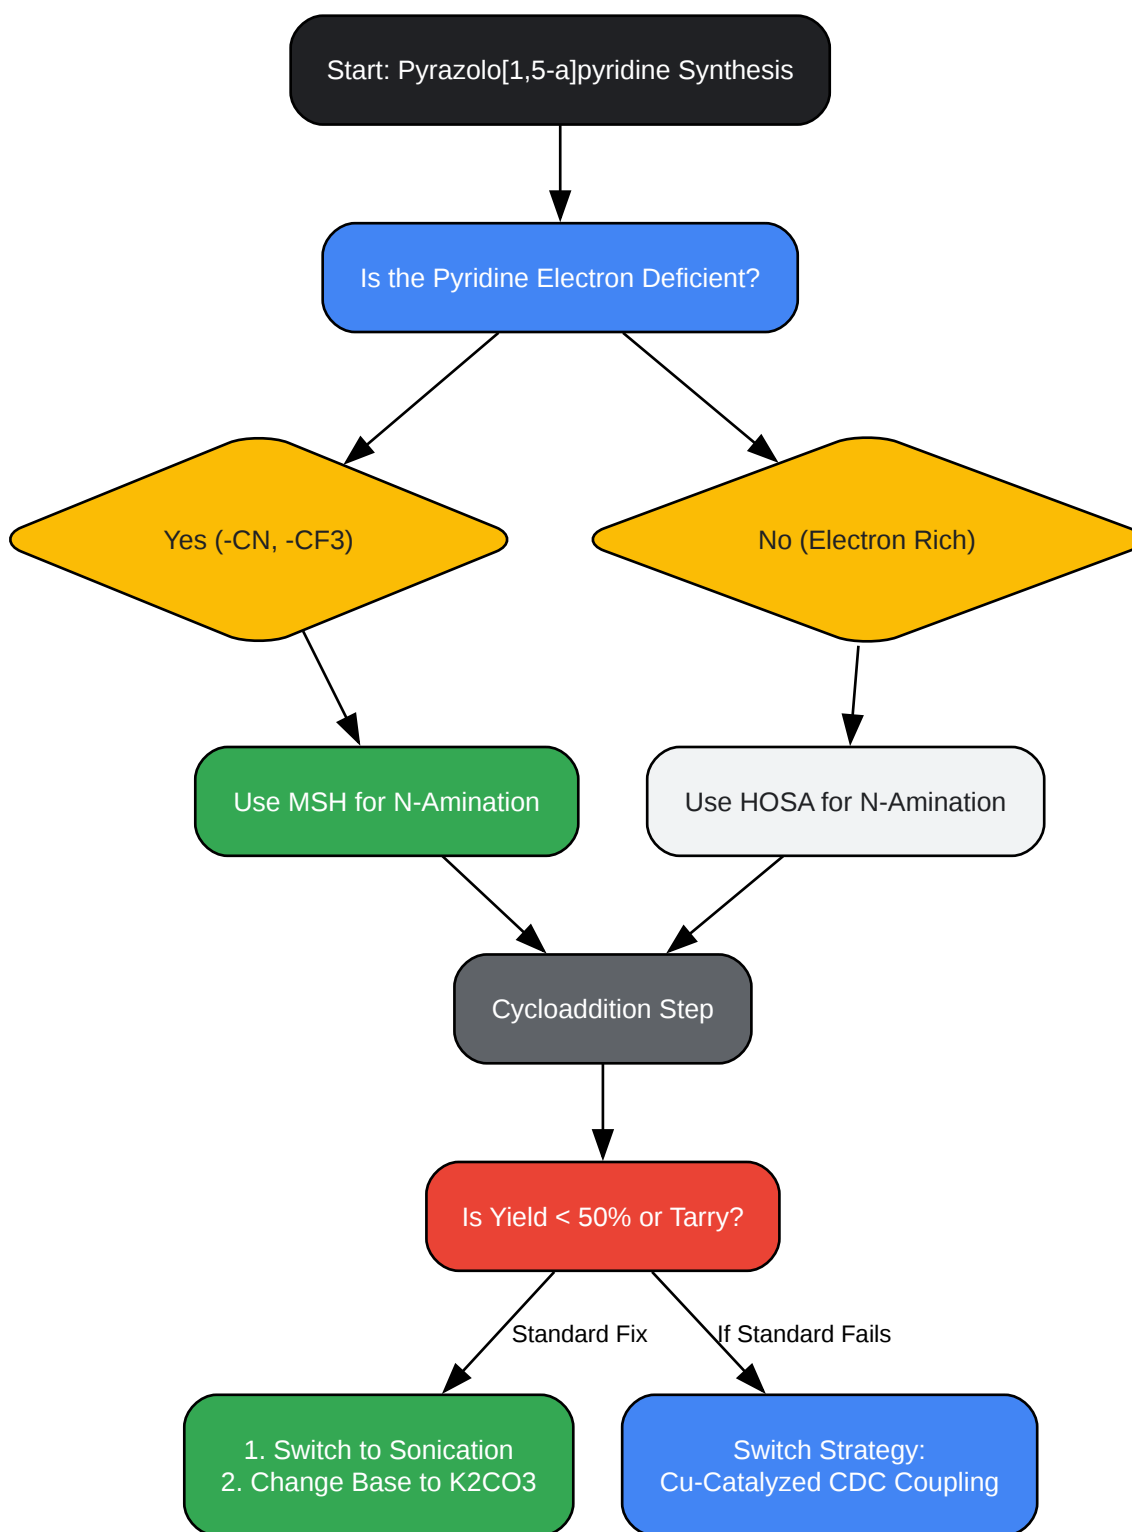 Start: Pyrazolo[1,5-a]pyridine Synthesis
Is the Pyridine Electron Deficient?
Yes (-CN, -CF3)
No (Electron Rich)
Use MSH for N-Amination
Use HOSA for N-Amination
Cycloaddition Step
Is Yield < 50% or Tarry?
Standard Fix
If Standard Fails
1. Switch to Sonication
2. Change Base to K2CO3
Switch Strategy:
Cu-Catalyzed CDC Coupling